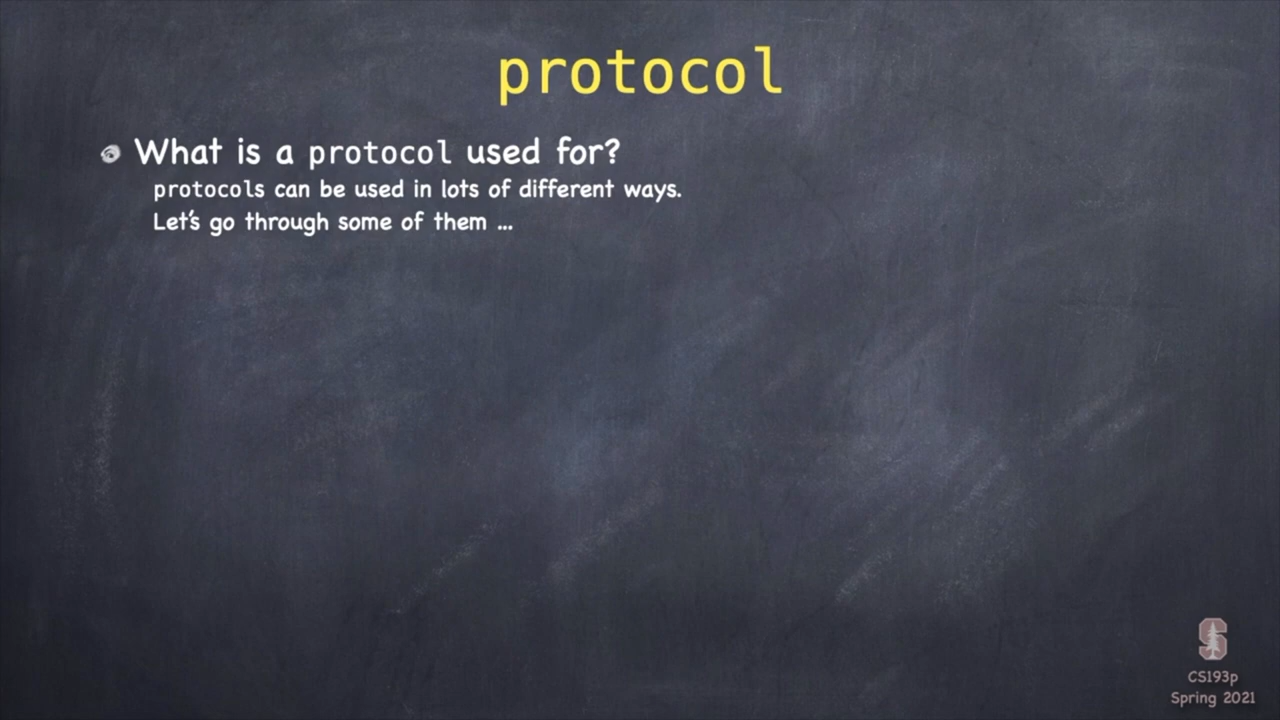 protocol
What is a protocol used for?
protocols can be used in lots of different ways.
Let's go through some of them ...
S
CS193p
Spring 2021